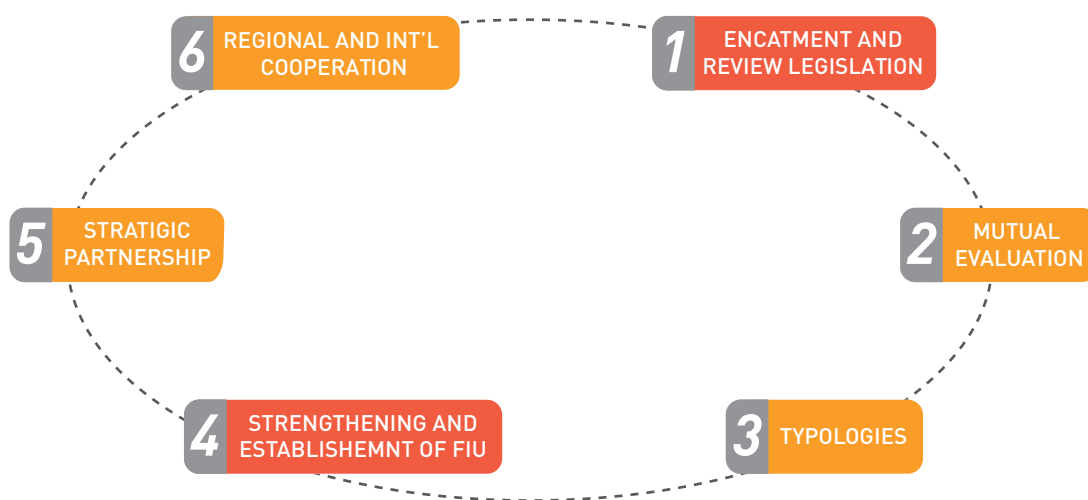 1 ENCATMENT AND
REVIEW LEGISLATION
2 MUTUAL
EVALUATION
3 TYPOLOGIES
4 STRENGTHENING AND
ESTABLISHEMNT OF FIU
5 STRATIGIC
PARTNERSHIP
6 REGIONAL AND INT'L
COOPERATION